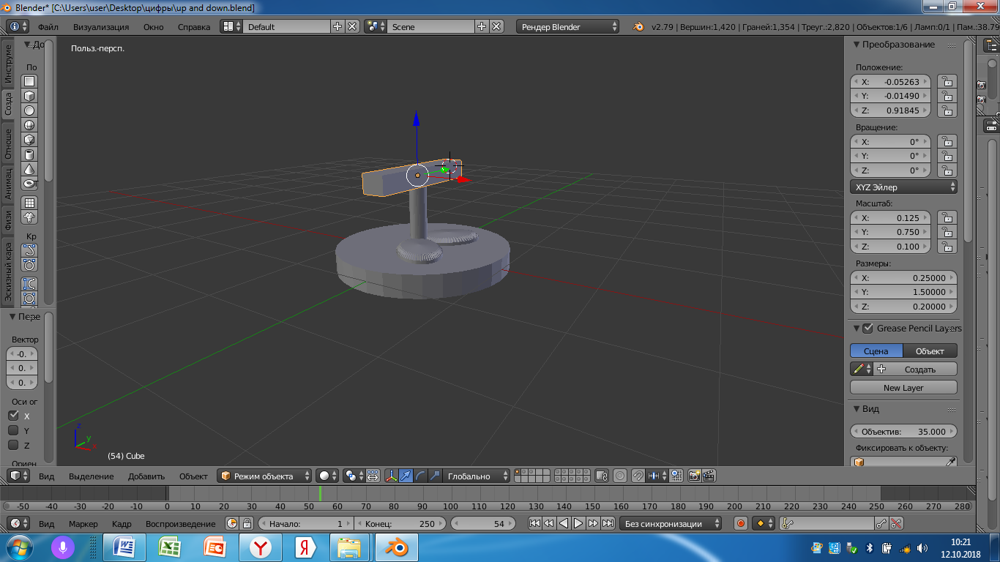 Blender* [C:\Users\user\Desktop\цифры\up and down.blend]
Файл Визуализация Окно Справка Default Scene Рендер Blender v2.79 | Вершин:1,420 | Граней:1,354 | Треуг.:2,820 | Объектов:1/6 | Ламп:0/1 | Пам.:38.79
Польз.-персп.
До
По
Кр
Инструме
Созда
Отноше
Анимац
Физи
Эскизный кара
Пере
Вектор
-0.
0.
0.
Оси ог
X
Y
Z
Ориен
z
y
x
(54) Cube
Преобразование
Положение:
X: -0.05263
Y: -0.01490
Z: 0.91845
Вращение:
X: 0°
Y: 0°
Z: 0°
XYZ Эйлер
Масштаб:
X: 0.125
Y: 0.750
Z: 0.100
Размеры:
X: 0.25000
Y: 1.50000
Z: 0.20000
Grease Pencil Layers
Сцена Объект
Создать
New Layer
Вид
Объектив: 35.000
Фиксировать к объекту:
Вид Выделение Добавить Объект Режим объекта Глобально
-50 -40 -30 -20 -10 0 10 20 30 40 50 60 70 80 90 100 110 120 130 140 150 160 170 180 190 200 210 220 230 240 250 260 270 280
Вид Маркер Кадр Воспроизведение Начало: 1 Конец: 250 54 Без синхронизации
10:21
12.10.2018